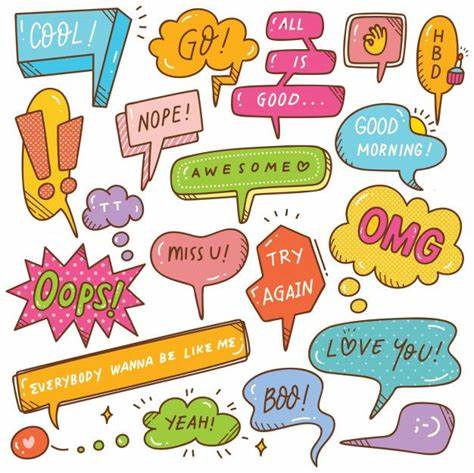 COOL!
GO!
ALL
IS
GOOD...
HBD
NOPE!
GOOD
MORNING!
AWESOME♡
TT
MISS U!
TRY
AGAIN
OMG
OOPS!
EVERYBODY WANNA BE LIKE ME
LOVE YOU!
YEAH!
BOO!
;-)